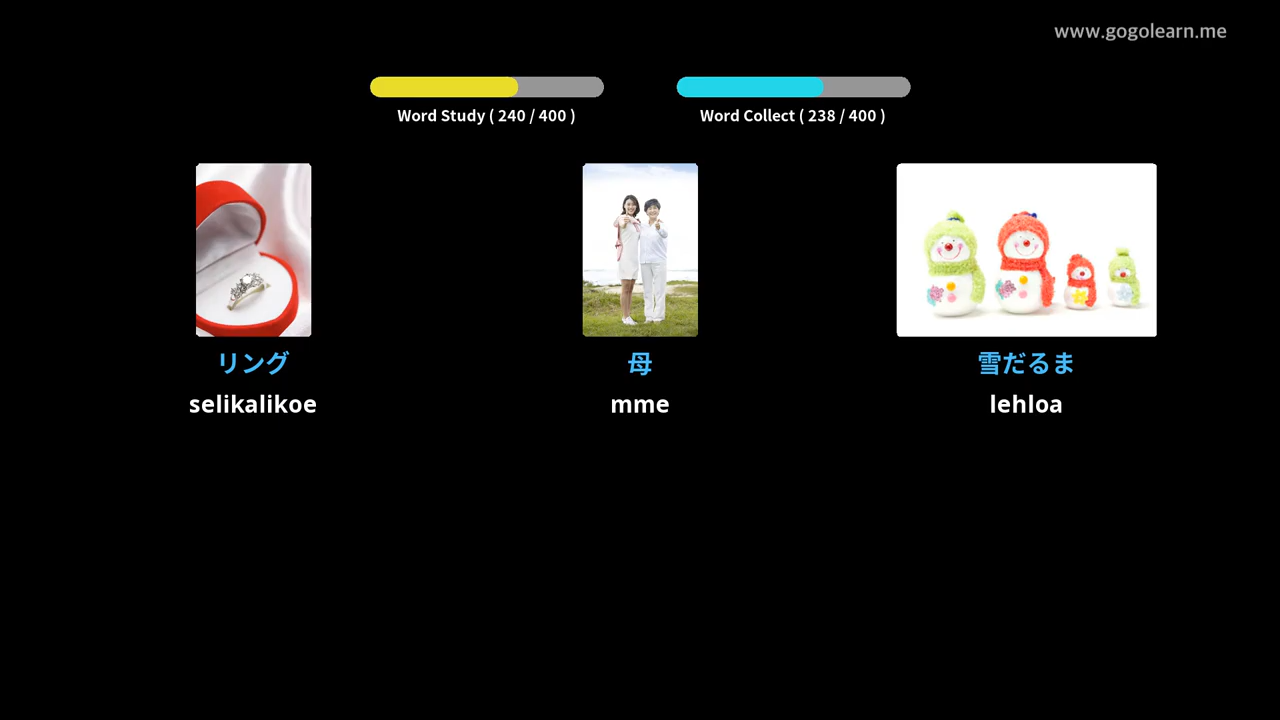 www.gogolearn.me
Word Study ( 240 / 400 )
Word Collect ( 238 / 400 )
リング
selikalikoe
母
mme
雪だるま
lehloa